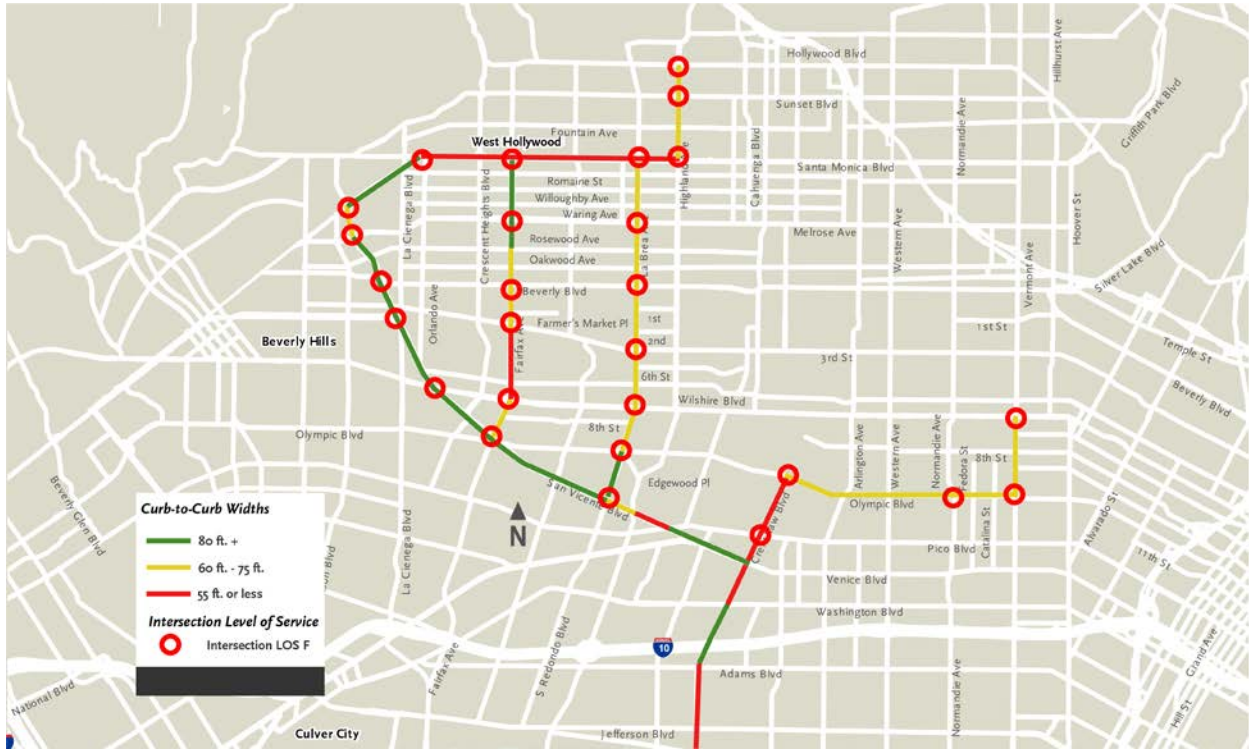 Hollywood Blvd
Hillhurst Ave
Griffith Park Blvd
Sunset Blvd
Fountain Ave
West Hollywood
Normandie Ave
Santa Monica Blvd
Highland Ave
Cahuenga Blvd
Romaine St
Willoughby Ave
Waring Ave
La Cienega Blvd
Crescent Heights Blvd
Melrose Ave
Western Ave
Hoover St
Rosewood Ave
Oakwood Ave
La Brea Ave
Vermont Ave
Silver Lake Blvd
Beverly Blvd
Orlando Ave
Farmer's Market Pl
1st
2nd
1st St
Beverly Hills
Fairfax Ave
3rd St
Temple St
6th St
Wilshire Blvd
Beverly Blvd
8th St
Olympic Blvd
Arlington Ave
Western Ave
Normandie Ave
8th St
Beverly Glen Blvd
San Vicente Blvd
Edgewood Pl
Olympic Blvd
Catalina St
Alvarado St
Curb-to-Curb Widths
80 ft. +
60 ft. - 75 ft.
55 ft. or less
Intersection Level of Service
Intersection LOS F
N
La Cienega Blvd
Blvd
Pico Blvd
11th St
Venice Blvd
Washington Blvd
10
S Redondo Blvd
Fairfax Ave
Adams Blvd
Normandie Ave
Grand Ave
Hill St
National Blvd
Culver City
Jefferson Blvd